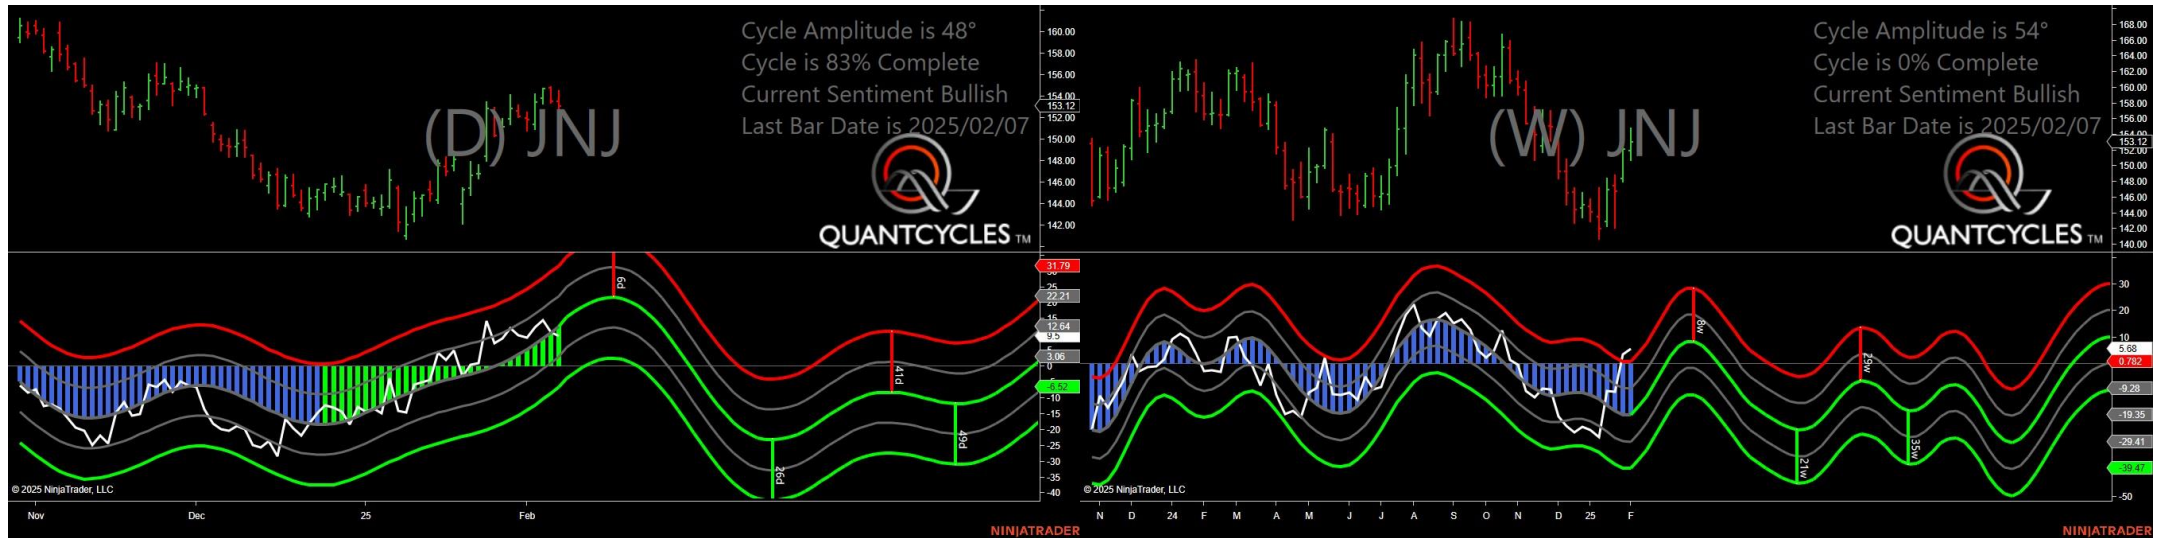 Cycle Amplitude is 48°
Cycle is 83% Complete
Current Sentiment Bullish
Last Bar Date is 2025/02/07
(D) JNJ
QUANTCYCLES TM
160.00
158.00
156.00
154.00
153.12
152.00
150.00
148.00
146.00
144.00
142.00
6d
26d
41d
49d
31.79
25
22.21
12.64
9.5
3.06
0
-6.52
-10
-15
-20
-25
-30
-35
-40
© 2025 NinjaTrader, LLC
Nov Dec 25 Feb
NINJATRADER
Cycle Amplitude is 54°
Cycle is 0% Complete
Current Sentiment Bullish
Last Bar Date is 2025/02/07
(W) JNJ
QUANTCYCLES TM
168.00
166.00
164.00
162.00
160.00
158.00
156.00
154.00
153.12
152.00
150.00
148.00
146.00
144.00
142.00
140.00
8w
21w
29w
35w
30
20
10
5.68
0.782
-9.28
-19.35
-29.41
-39.47
-50
© 2025 NinjaTrader, LLC
N D 24 F M A M J J A S O N D 25 F
NINJATRADER